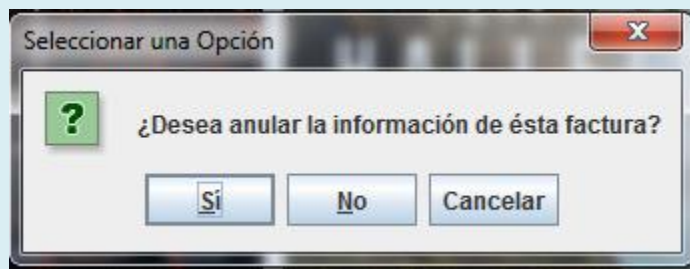 Seleccionar una Opción
¿Desea anular la información de ésta factura?
Sí No Cancelar